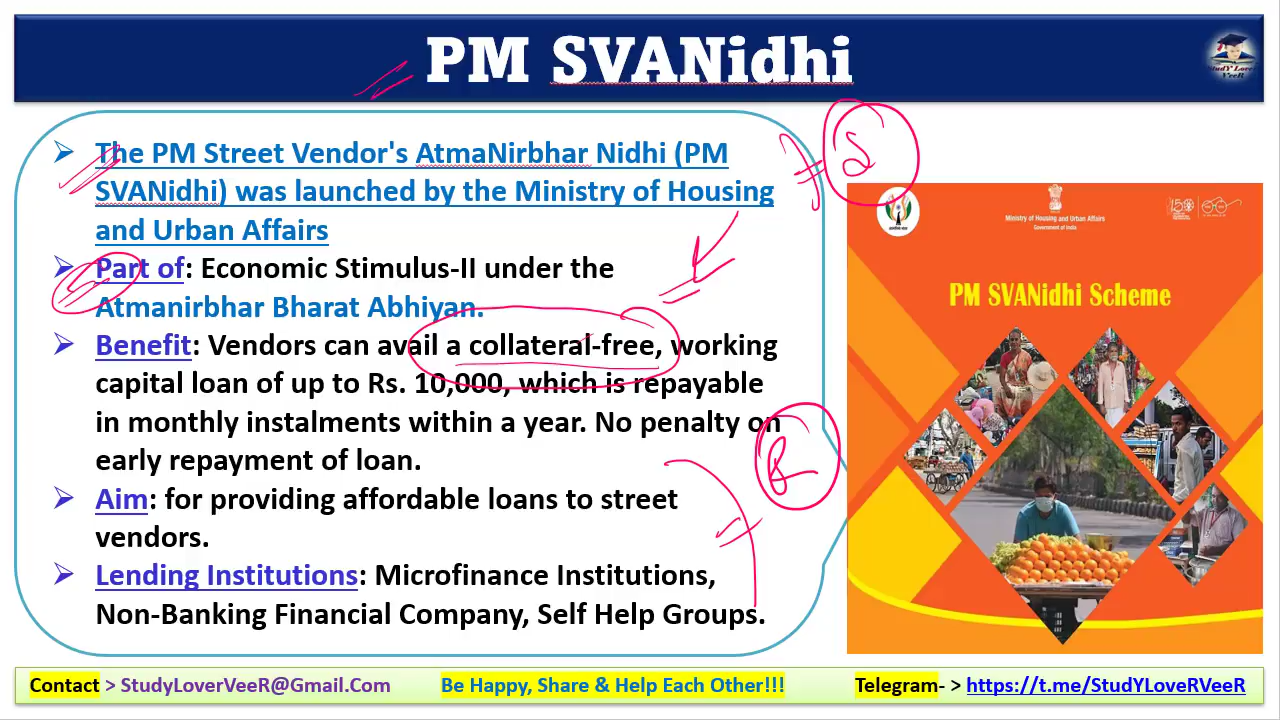 PM SVANidhi
StudY Lover
VeeR
The PM Street Vendor's AtmaNirbhar Nidhi (PM
SVANidhi) was launched by the Ministry of Housing
and Urban Affairs
Part of: Economic Stimulus-II under the
Atmanirbhar Bharat Abhiyan.
Benefit: Vendors can avail a collateral-free, working
capital loan of up to Rs. 10,000, which is repayable
in monthly instalments within a year. No penalty on
early repayment of loan.
Aim: for providing affordable loans to street
vendors.
Lending Institutions: Microfinance Institutions,
Non-Banking Financial Company, Self Help Groups.
Ministry of Housing and Urban Affairs
Government of India
PM SVANidhi Scheme
Contact > StudyLoverVeeR@Gmail.Com
Be Happy, Share & Help Each Other!!!
Telegram- > https://t.me/StudYLoveRVeeR